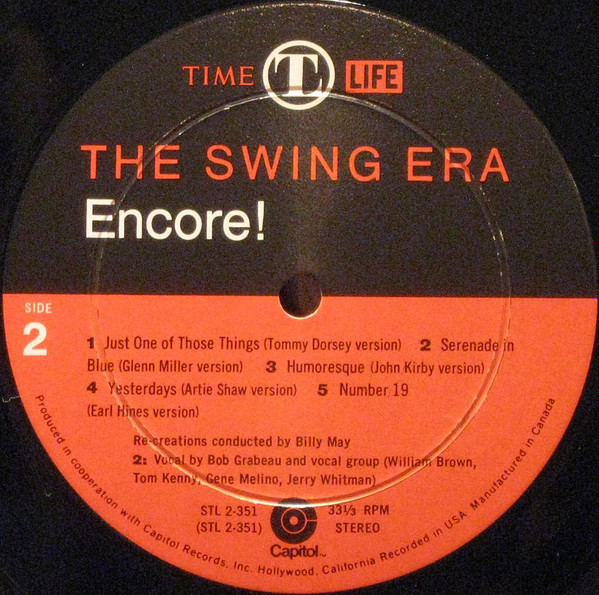 TIME T LIFE
THE SWING ERA
Encore!
SIDE
2
1 Just One of Those Things (Tommy Dorsey version) 2 Serenade in
Blue (Glenn Miller version) 3 Humoresque (John Kirby version)
4 Yesterdays (Artie Shaw version) 5 Number 19
(Earl Hines version)
Re-creations conducted by Billy May
2: Vocal by Bob Grabeau and vocal group (William Brown,
Tom Kenny, Gene Melino, Jerry Whitman)
STL 2-351 33⅓ RPM
(STL 2-351) STEREO
Capitol™
Produced in cooperation with Capitol Records, Inc. Hollywood, California Recorded in USA. Manufactured in Canada